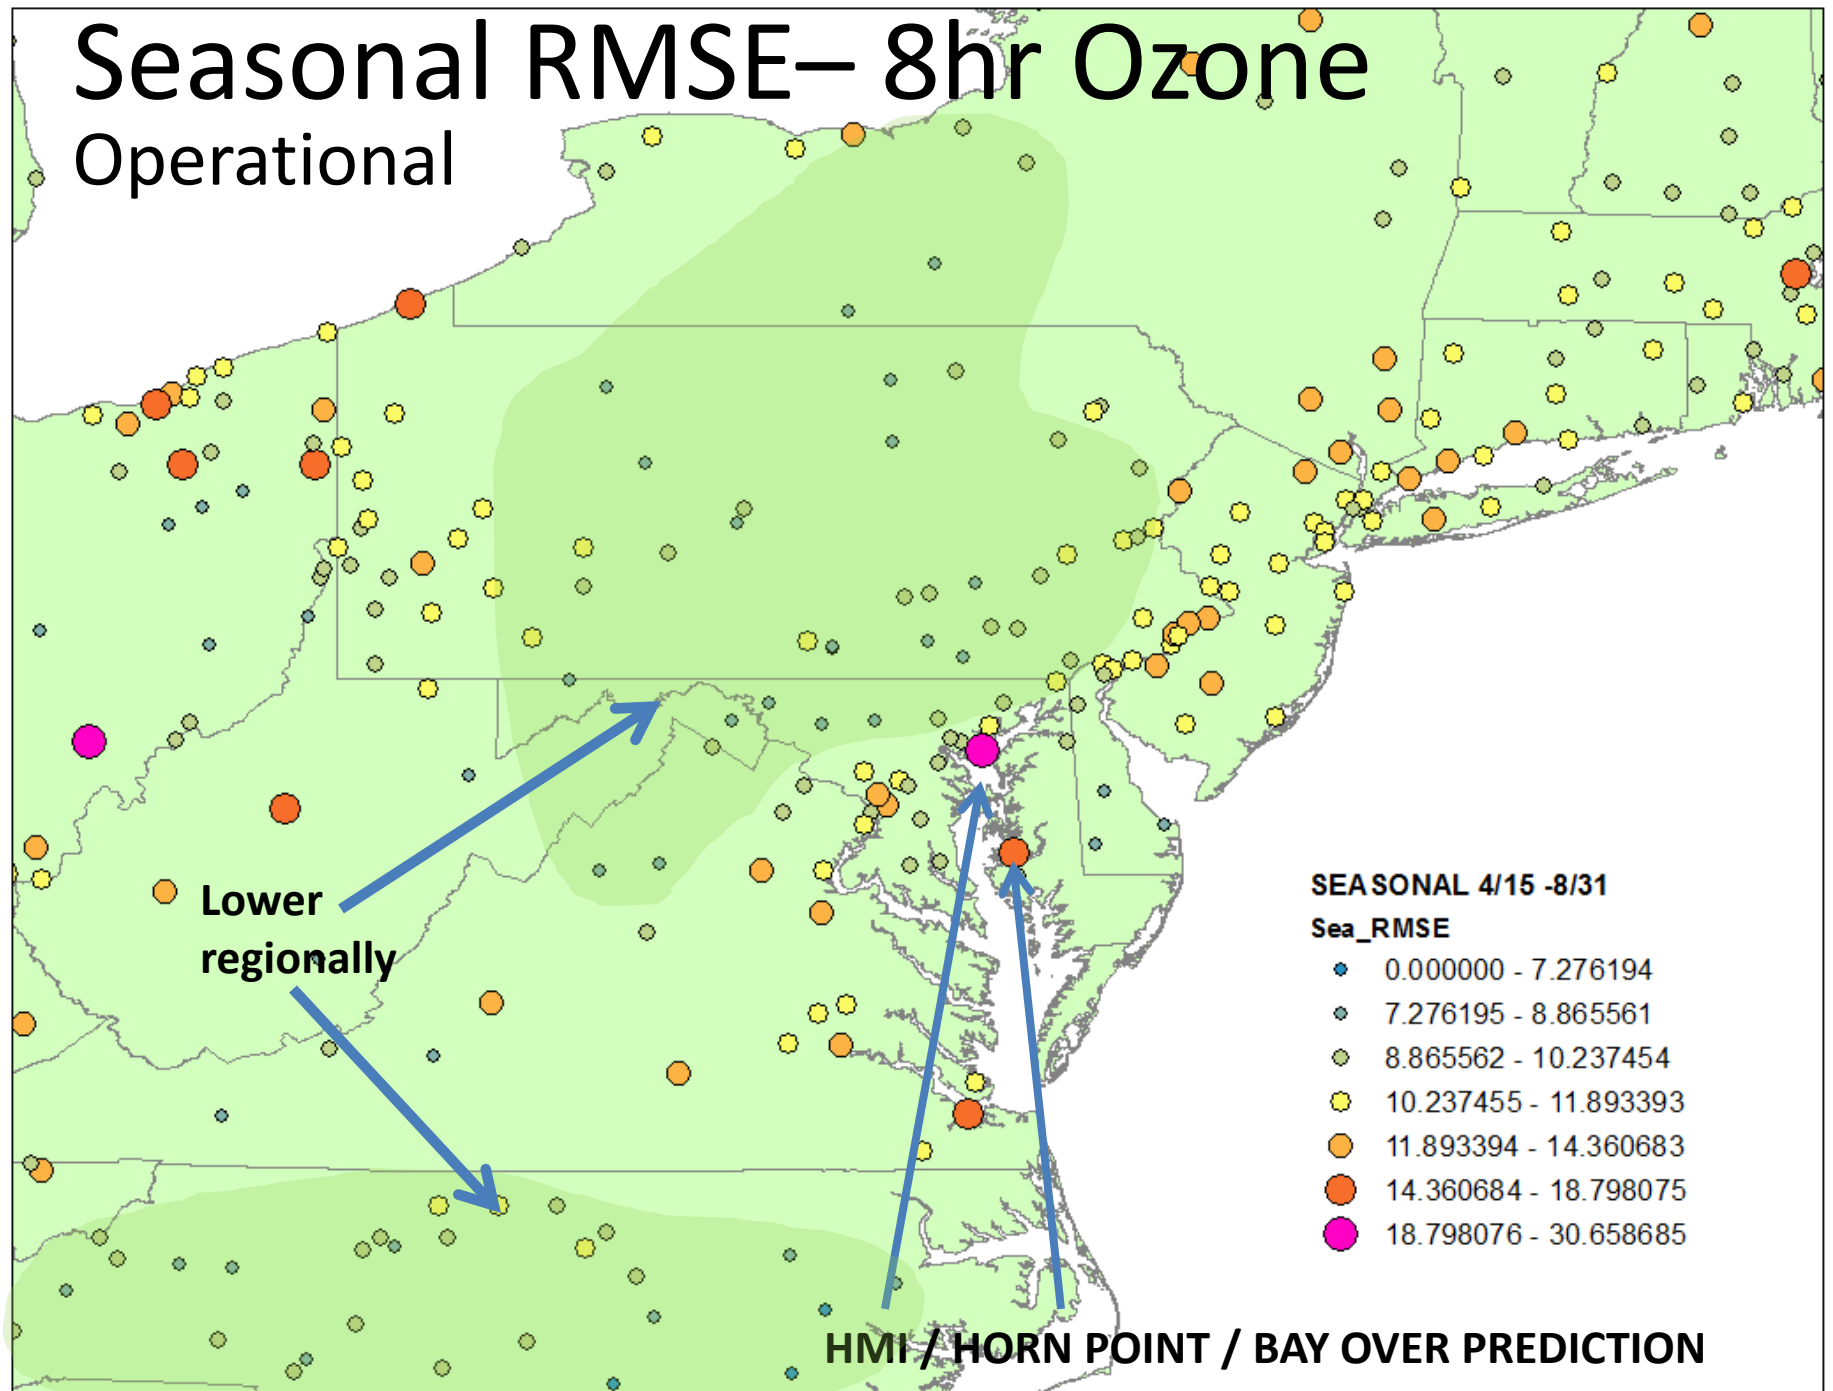 Seasonal RMSE– 8hr Ozone
Operational
Lower
regionally
SEASONAL 4/15 -8/31
Sea_RMSE
0.000000 - 7.276194
7.276195 - 8.865561
8.865562 - 10.237454
10.237455 - 11.893393
11.893394 - 14.360683
14.360684 - 18.798075
18.798076 - 30.658685
HMI / HORN POINT / BAY OVER PREDICTION